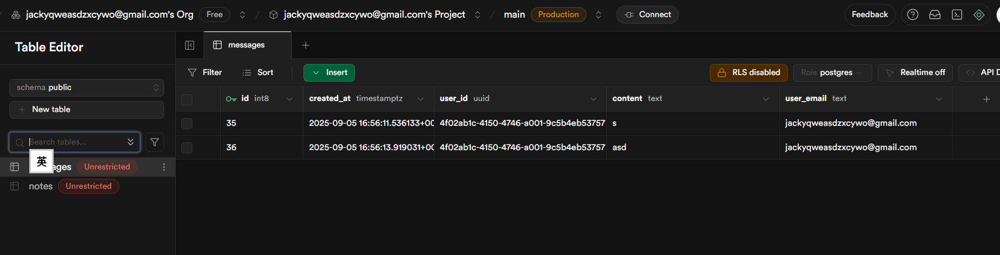 jackyqweasdzxcywo@gmail.com's Org Free / jackyqweasdzxcywo@gmail.com's Project / main Production Connect Feedback
Table Editor
messages
Filter Sort Insert RLS disabled Role postgres Realtime off API
schema public
New table
id int8 created_at timestamptz user_id uuid content text user_email text
35 2025-09-05 16:56:11.536133+00 4f02ab1c-4150-4746-a001-9c5b4eb53757 s jackyqweasdzxcywo@gmail.com
36 2025-09-05 16:56:13.919031+00 4f02ab1c-4150-4746-a001-9c5b4eb53757 asd jackyqweasdzxcywo@gmail.com
Search tables...
英
ages Unrestricted
notes Unrestricted